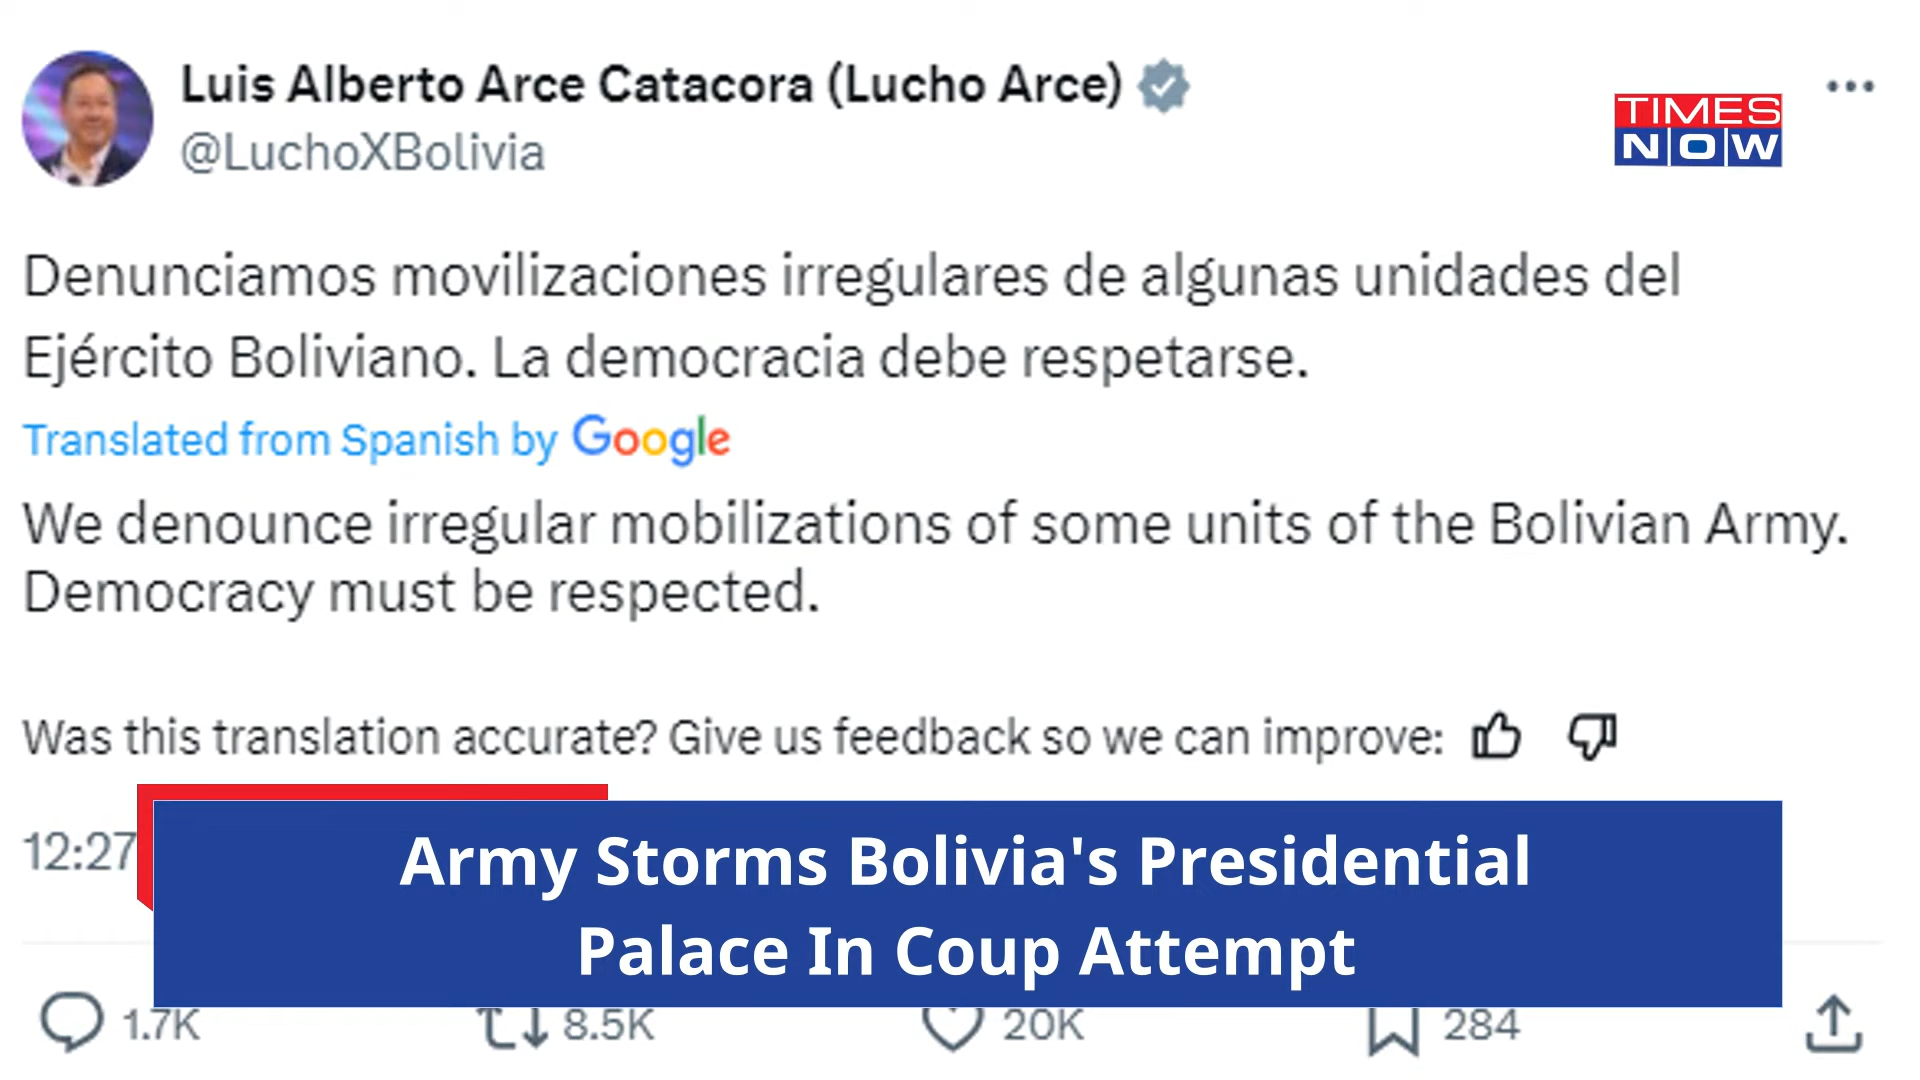 Luis Alberto Arce Catacora (Lucho Arce)
@LuchoXBolivia
TIMES
NOW
Denunciamos movilizaciones irregulares de algunas unidades del
Ejército Boliviano. La democracia debe respetarse.
Translated from Spanish by Google
We denounce irregular mobilizations of some units of the Bolivian Army.
Democracy must be respected.
Was this translation accurate? Give us feedback so we can improve:
12:27
Army Storms Bolivia's Presidential
Palace In Coup Attempt
1.7K 8.5K 20K 284